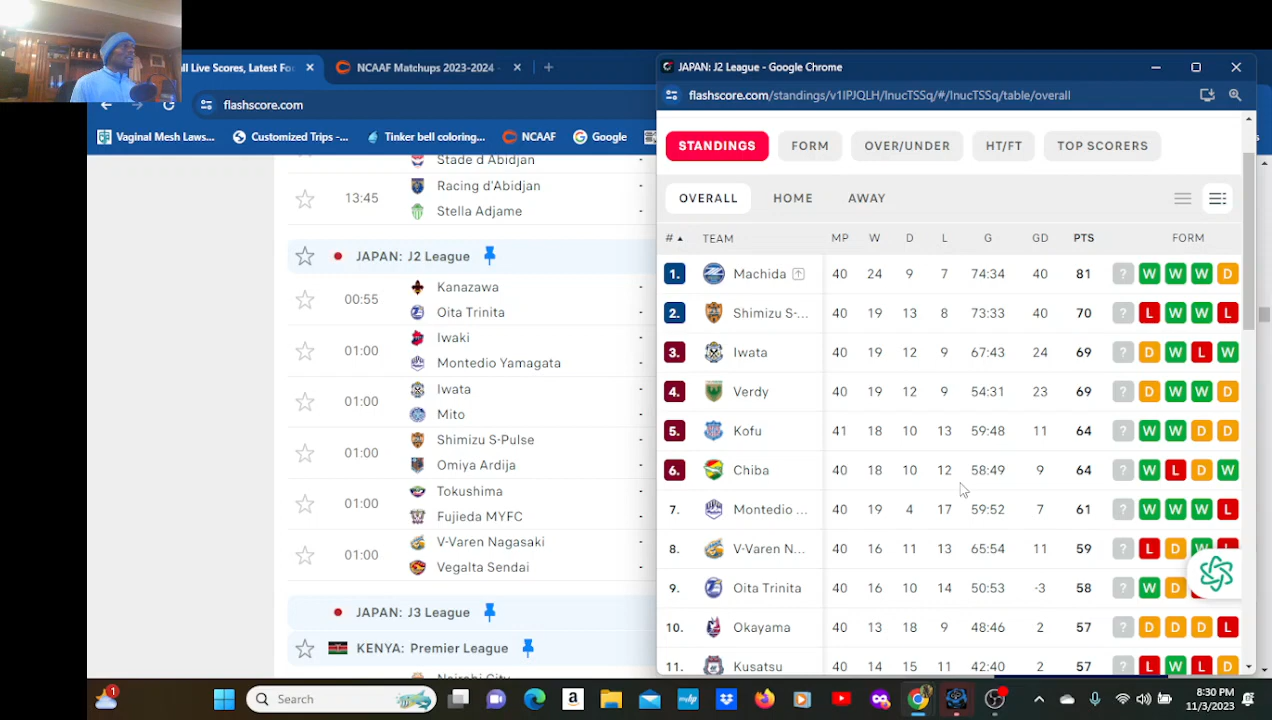 ll Live Scores, Latest Foo
NCAAF Matchups 2023-2024 -
flashscore.com
Vaginal Mesh Laws...
Customized Trips -...
Tinker bell coloring...
NCAAF
Google
Stade d Abidjan -
13:45
Racing d'Abidjan -
Stella Adjame -
JAPAN: J2 League
00:55
Kanazawa -
Oita Trinita -
01:00
Iwaki -
Montedio Yamagata -
01:00
Iwata -
Mito -
01:00
Shimizu S-Pulse -
Omiya Ardija -
01:00
Tokushima -
Fujieda MYFC -
01:00
V-Varen Nagasaki -
Vegalta Sendai -
JAPAN: J3 League
KENYA: Premier League
Nairobi City
JAPAN: J2 League - Google Chrome
STANDINGS FORM OVER/UNDER HT/FT TOP SCORERS
OVERALL HOME AWAY
# TEAM MP W D L G GD PTS FORM
1. Machida 40 24 9 7 74:34 40 81 ? W W W D
2. Shimizu S-... 40 19 13 8 73:33 40 70 ? L W W L
3. Iwata 40 19 12 9 67:43 24 69 ? D W L W
4. Verdy 40 19 12 9 54:31 23 69 ? D W W D
5. Kofu 41 18 10 13 59:48 11 64 ? W W D D
6. Chiba 40 18 10 12 58:49 9 64 ? W L D W
7. Montedio ... 40 19 4 17 59:52 7 61 ? W W W L
8. V-Varen N... 40 16 11 13 65:54 11 59 ? L D W L
9. Oita Trinita 40 16 10 14 50:53 -3 58 ? W D
10. Okayama 40 13 18 9 48:46 2 57 ? D D D L
11. Kusatsu 40 14 15 11 42:40 2 57 ? L W L D
1
Search
8:30 PM
11/3/2023